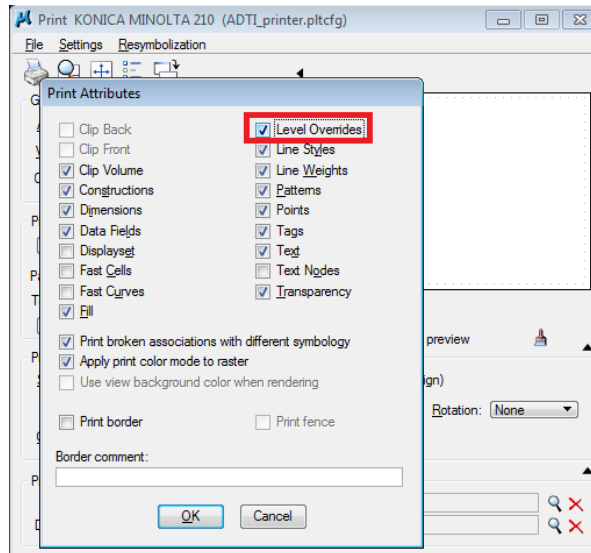 Print KONICA MINOLTA 210 (ADTI_printer.pltcfg)
File Settings Resymbolization
Print Attributes
Clip Back
Level Overrides
Clip Front
Line Styles
Clip Volume
Line Weights
Constructions
Patterns
Dimensions
Points
Data Fields
Tags
Displayset
Text
Fast Cells
Text Nodes
Fast Curves
Transparency
Fill
Print broken associations with different symbology
preview
Apply print color mode to raster
Use view background color when rendering
ign)
Rotation: None
Print border
Print fence
Border comment:
OK Cancel